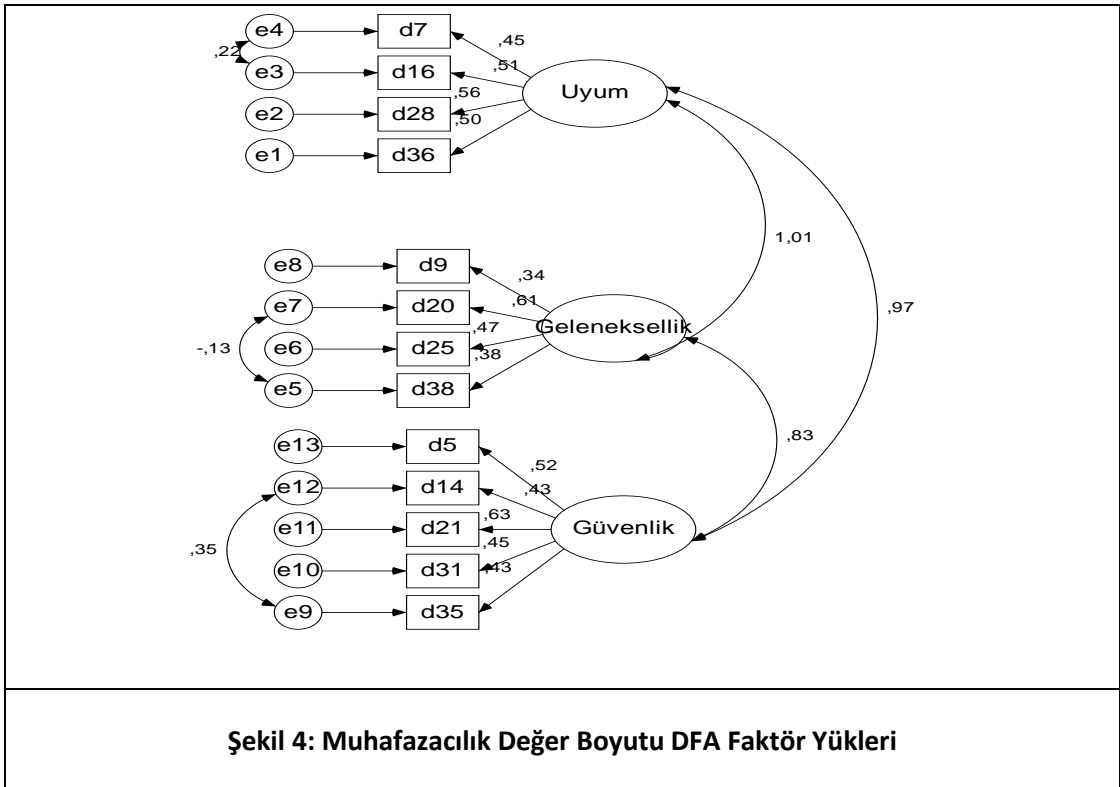 e4 d7 ,45
,22
e3 d16 ,51 Uyum
e2 d28 ,56
,50
e1 d36
1,01
e8 d9 ,34
e7 d20 ,61
,97
-,13 e6 d25 ,47 Geleneksellik
,38
e5 d38
,83
e13 d5 ,52
e12 d14 ,43
e11 d21 ,63 Güvenlik
,35 ,45
e10 d31 ,43
e9 d35
Şekil 4: Muhafazacılık Değer Boyutu DFA Faktör Yükleri